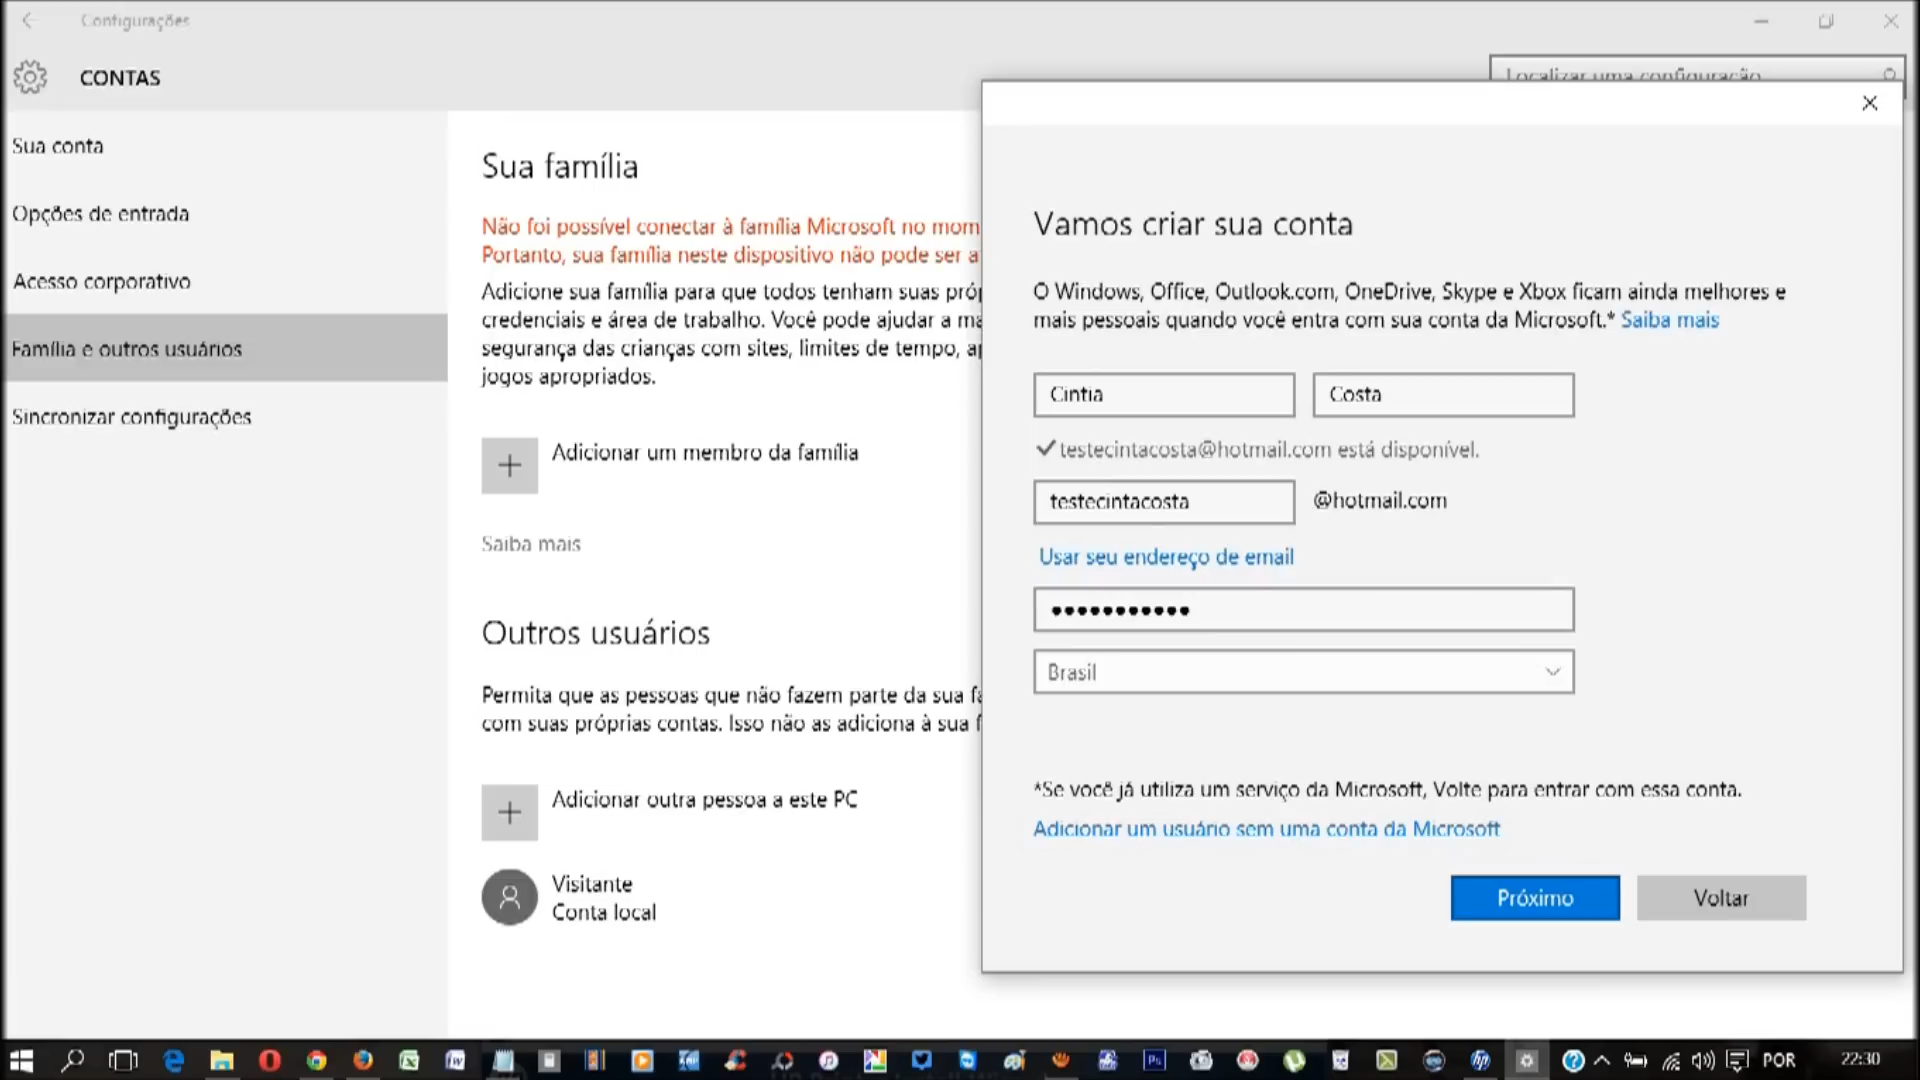 Configurações
CONTAS
Localizar uma configuração
Sua conta
Opções de entrada
Acesso corporativo
Família e outros usuários
Sincronizar configurações
Sua família
Não foi possível conectar à família Microsoft no mom
Portanto, sua família neste dispositivo não pode ser a
Adicione sua família para que todos tenham suas próp
credenciais e área de trabalho. Você pode ajudar a ma
segurança das crianças com sites, limites de tempo, ap
jogos apropriados.
Adicionar um membro da família
Saiba mais
Outros usuários
Permita que as pessoas que não fazem parte da sua fa
com suas próprias contas. Isso não as adiciona à sua f
Adicionar outra pessoa a este PC
Visitante
Conta local
Vamos criar sua conta
O Windows, Office, Outlook.com, OneDrive, Skype e Xbox ficam ainda melhores e
mais pessoais quando você entra com sua conta da Microsoft.* Saiba mais
Cintia
Costa
testecintacosta@hotmail.com está disponível.
testecintacosta
@hotmail.com
Usar seu endereço de email
•••••••••••
Brasil
*Se você já utiliza um serviço da Microsoft, Volte para entrar com essa conta.
Adicionar um usuário sem uma conta da Microsoft
Próximo
Voltar
POR
22:30